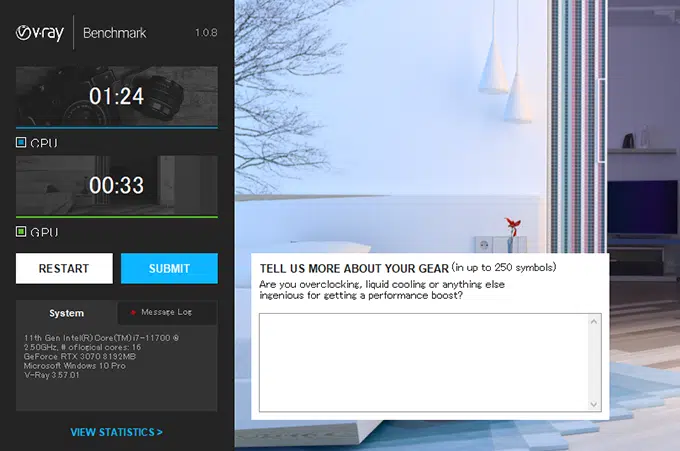 v-ray Benchmark 1.0.8
01:24
CPU
00:33
GPU
RESTART SUBMIT
System Message Log
11th Gen Intel(R) Core(TM) i7-11700 @
2.50GHz, # of logical cores: 16
GeForce RTX 3070 8192MB
Microsoft Windows 10 Pro
V-Ray 3.57.01
VIEW STATISTICS >
TELL US MORE ABOUT YOUR GEAR (in up to 250 symbols)
Are you overclocking, liquid cooling or anything else
ingenious for getting a performance boost?